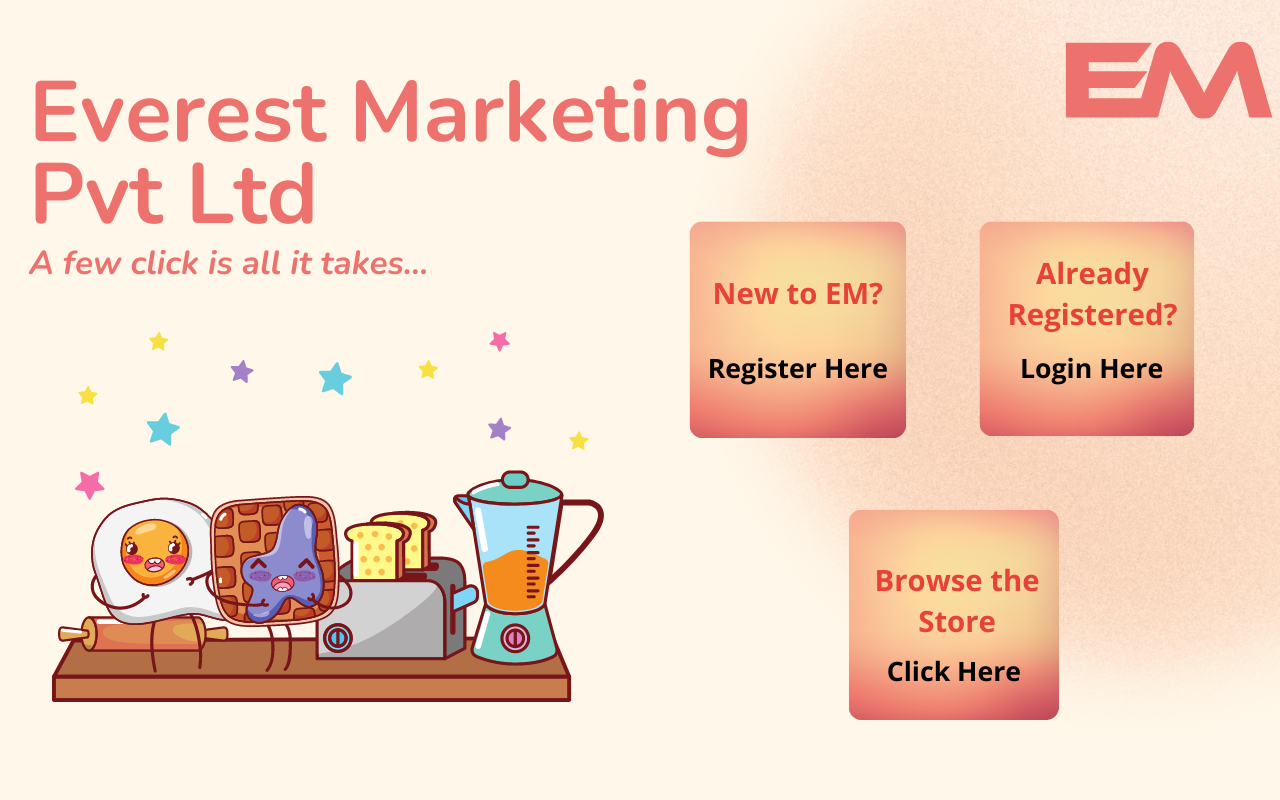 EM
Everest Marketing
Pvt Ltd
A few click is all it takes...
New to EM?
Register Here
Already
Registered?
Login Here
Browse the
Store
Click Here